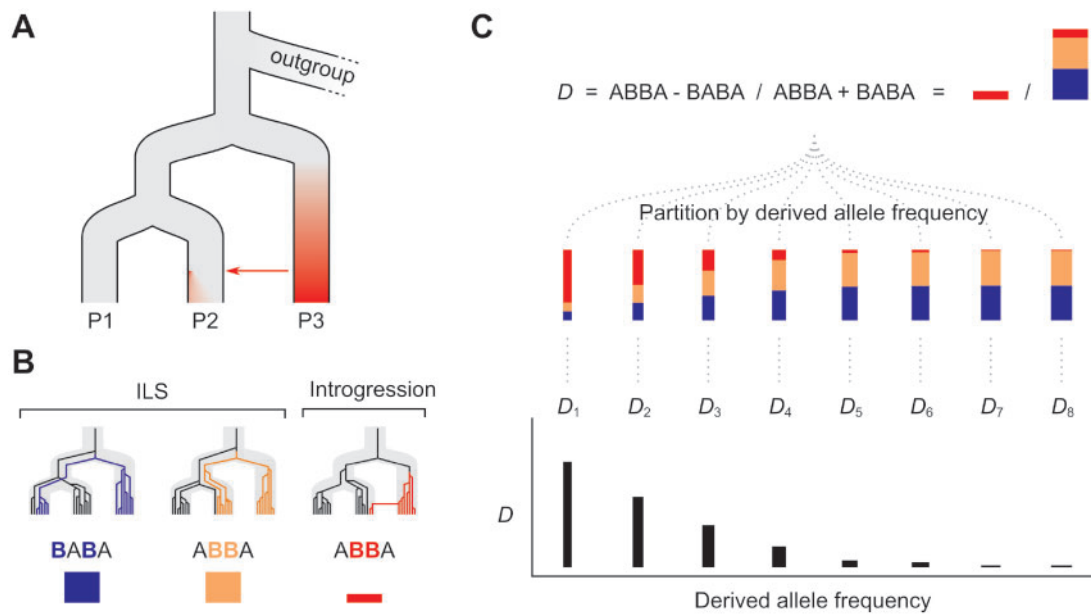 A
outgroup
P1 P2 P3
B
ILS Introgression
BABA ABBA ABBA
C
D = ABBA - BABA / ABBA + BABA = /
Partition by derived allele frequency
D1 D2 D3 D4 D5 D6 D7 D8
D
Derived allele frequency